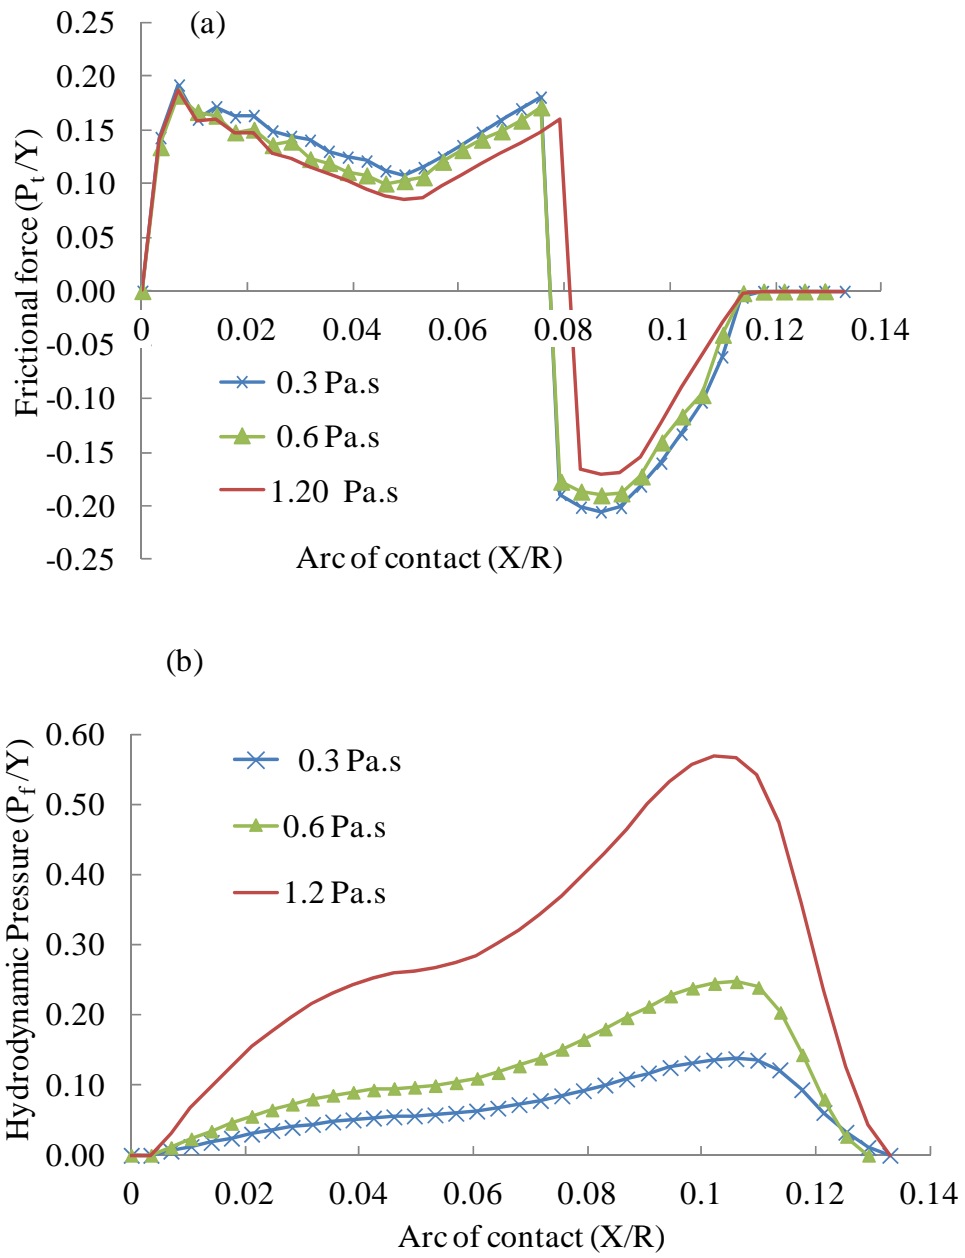 (a)
Frictional force (Pt/Y)
0.25
0.20
0.15
0.10
0.05
0.00
-0.05
-0.10
-0.15
-0.20
-0.25
0 0.02 0.04 0.06 0.08 0.1 0.12 0.14
0.3 Pa.s
0.6 Pa.s
1.20 Pa.s
Arc of contact (X/R)
(b)
Hydrodynamic Pressure (Pf/Y)
0.60
0.50
0.40
0.30
0.20
0.10
0.00
0.3 Pa.s
0.6 Pa.s
1.2 Pa.s
0 0.02 0.04 0.06 0.08 0.1 0.12 0.14
Arc of contact (X/R)